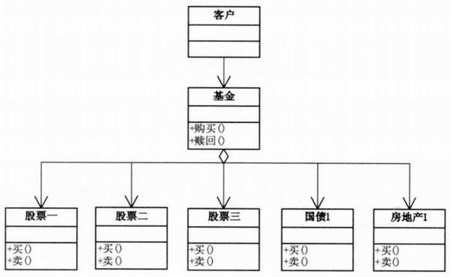 客户
基金
+购买()
+赎回()
股票一
股票二
股票三
国债1
房地产1
+买()
+买()
+买()
+买()
+买()
+卖()
+卖()
+卖()
+卖()
+卖()